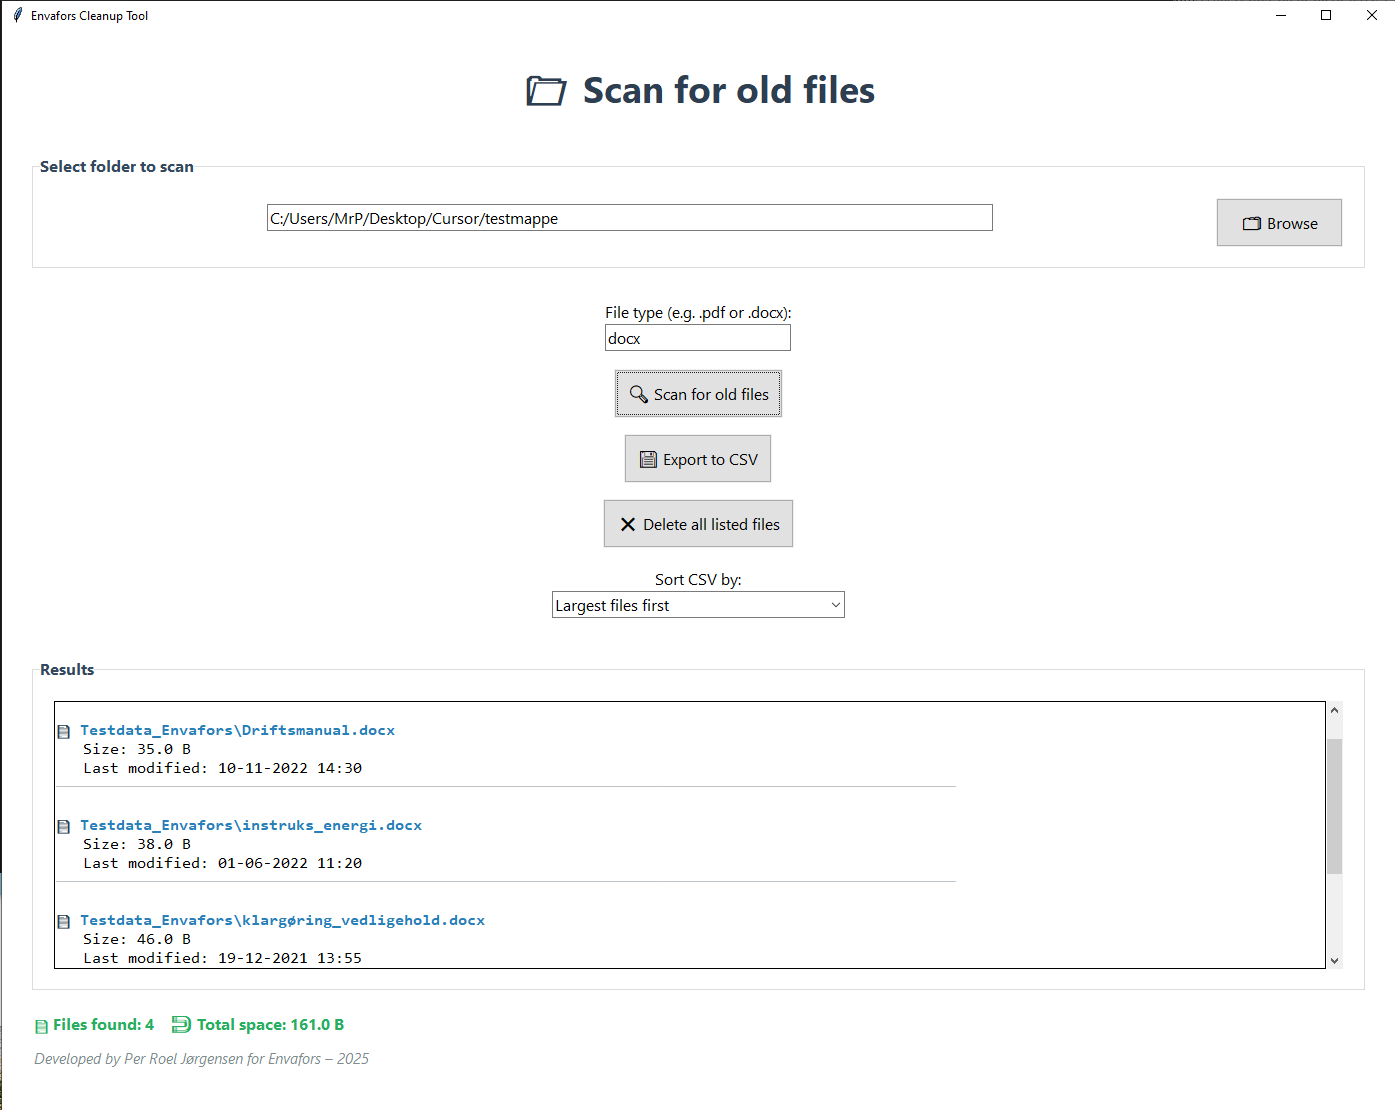 Envafors Cleanup Tool
Scan for old files
Select folder to scan
C:/Users/MrP/Desktop/Cursor/testmappe
Browse
File type (e.g. .pdf or .docx):
docx
Scan for old files
Export to CSV
Delete all listed files
Sort CSV by:
Largest files first
Results
Testdata_Envafors\Driftsmanual.docx
Size: 35.0 B
Last modified: 10-11-2022 14:30
Testdata_Envafors\instruks_energi.docx
Size: 38.0 B
Last modified: 01-06-2022 11:20
Testdata_Envafors\klargøring_vedligehold.docx
Size: 46.0 B
Last modified: 19-12-2021 13:55
Files found: 4 Total space: 161.0 B
Developed by Per Roel Jørgensen for Envafors – 2025